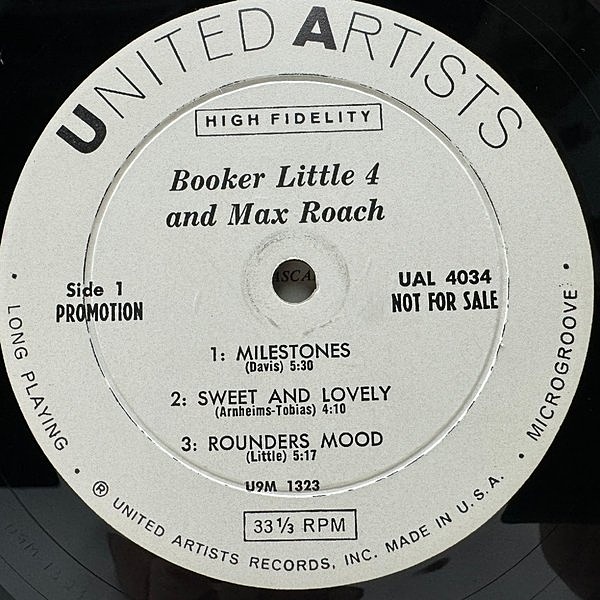 UNITED ARTISTS
HIGH FIDELITY
Booker Little 4
and Max Roach
Side 1
PROMOTION
UAL 4034
NOT FOR SALE
1: MILESTONES
(Davis) 5:30
2: SWEET AND LOVELY
(Arnheims-Tobias) 4:10
3: ROUNDERS MOOD
(Little) 5:17
U9M 1323
33 1/3 RPM
• LONG PLAYING • ® UNITED ARTISTS RECORDS, INC. MADE IN U.S.A. • MICROGROOVE •